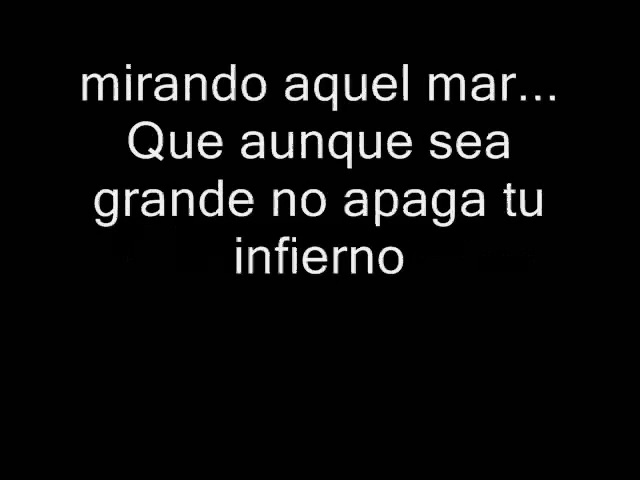 mirando aquel mar...
Que aunque sea
grande no apaga tu
infierno